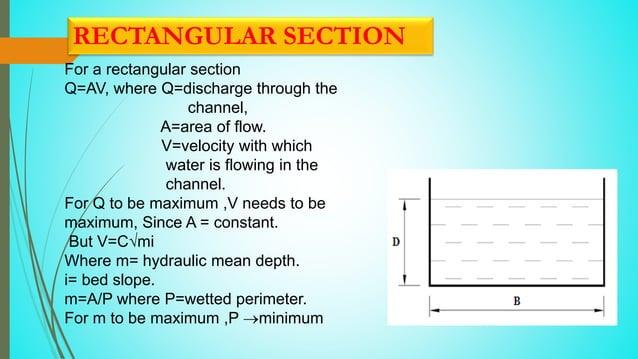 RECTANGULAR SECTION
For a rectangular section
Q=AV, where Q=discharge through the
channel,
A=area of flow.
V=velocity with which
water is flowing in the
channel.
For Q to be maximum ,V needs to be
maximum, Since A = constant.
But V=C√mi
Where m= hydraulic mean depth.
i= bed slope.
m=A/P where P=wetted perimeter.
For m to be maximum ,P →minimum
D
B